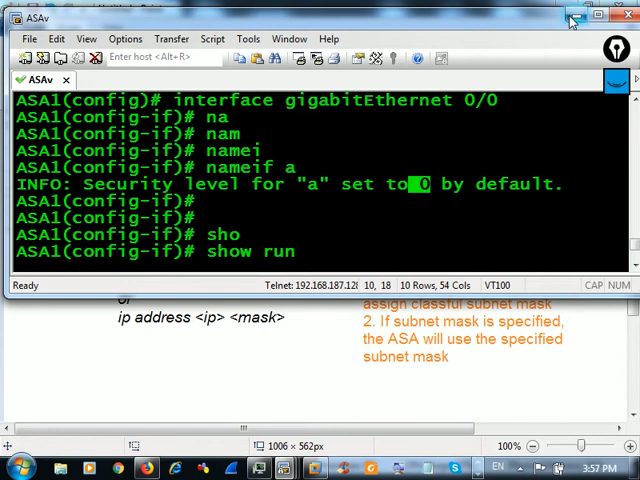 ASAv
File Edit View Options Transfer Script Tools Window Help
Enter host <Alt+R>
ASAv
ASA1(config)# interface gigabitEthernet 0/0
ASA1(config-if)# na
ASA1(config-if)# nam
ASA1(config-if)# namei
ASA1(config-if)# nameif a
INFO: Security level for "a" set to 0 by default.
ASA1(config-if)#
ASA1(config-if)#
ASA1(config-if)# sho
ASA1(config-if)# show run
Ready Telnet: 192.168.187.128 10, 18 10 Rows, 54 Cols VT100 CAP NUM
assign classful subnet mask
ip address <ip> <mask>
2. If subnet mask is specified,
the ASA will use the specified
subnet mask
1006 × 562px 100%
EN 3:57 PM